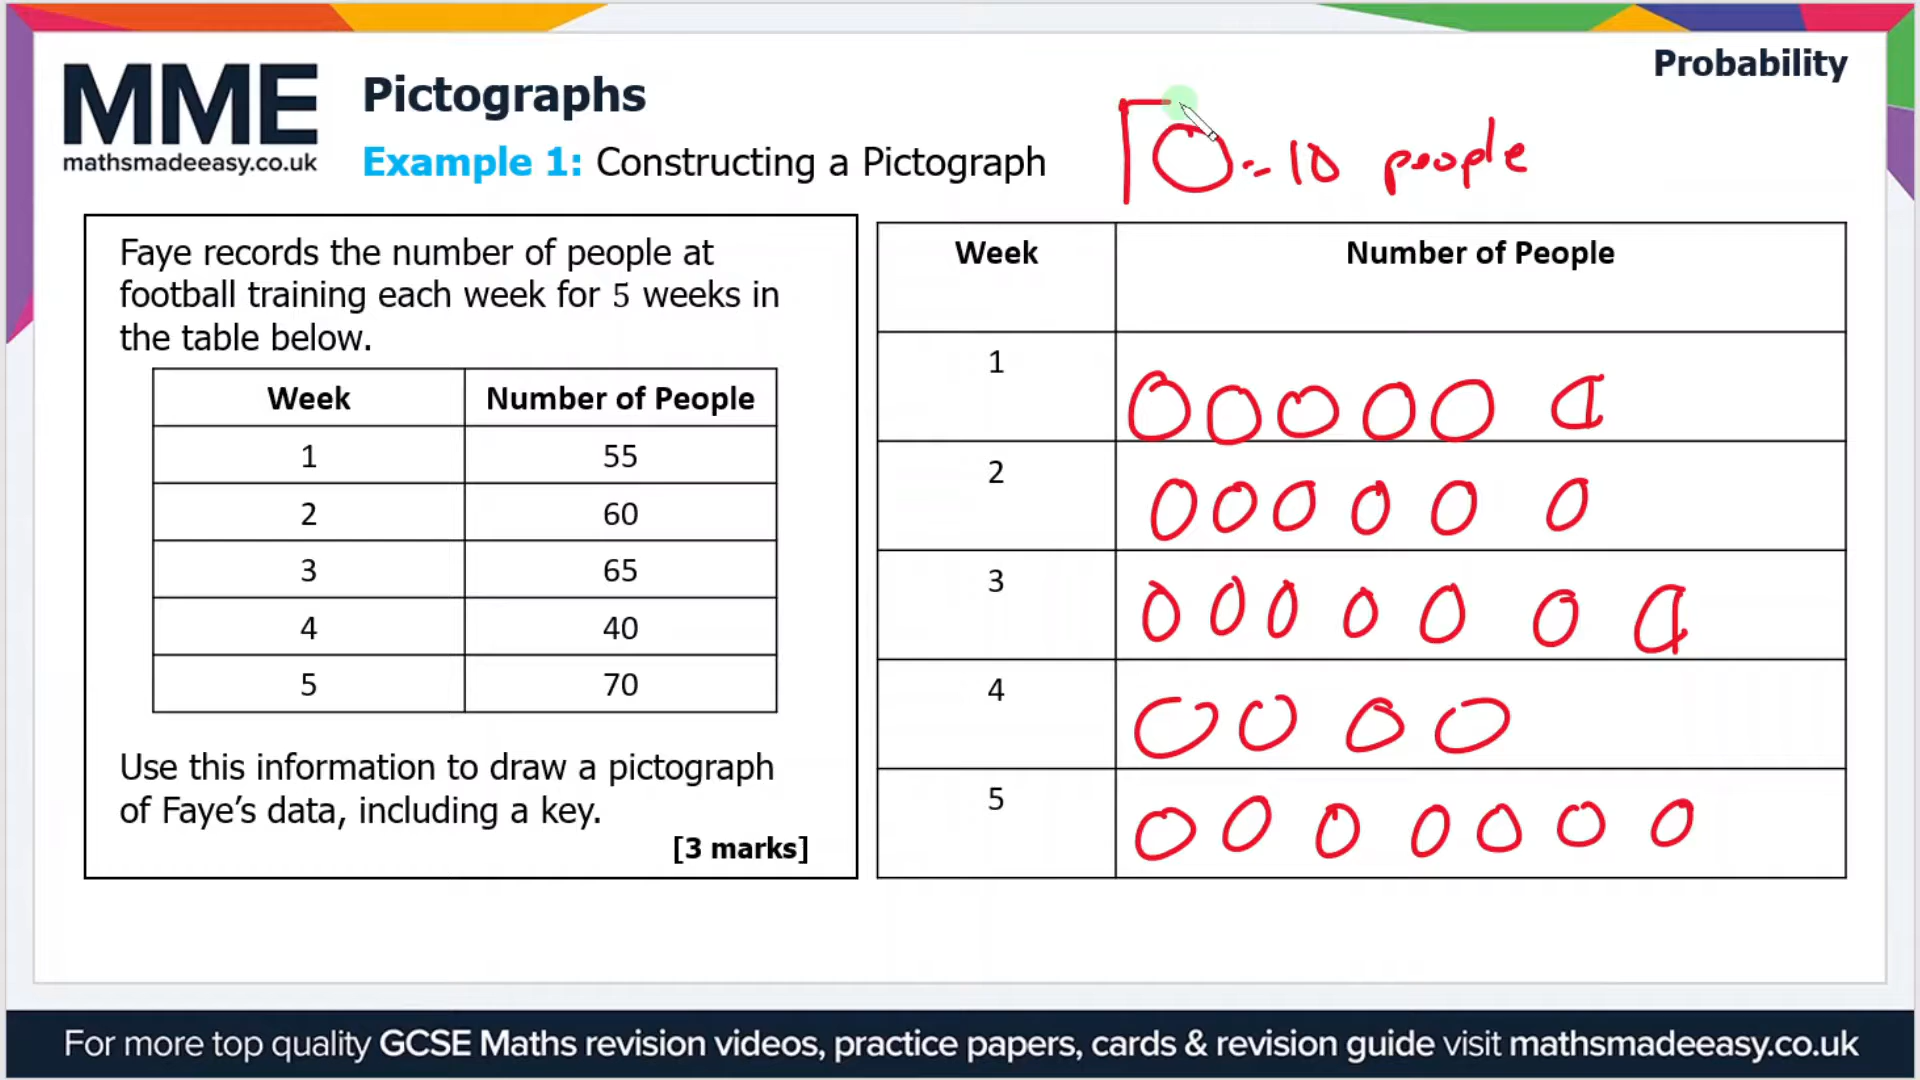 Probability
MME
mathsmadeeasy.co.uk
Pictographs
Example 1: Constructing a Pictograph
O = 10 people
Faye records the number of people at
football training each week for 5 weeks in
the table below.
Week Number of People
1 55
2 60
3 65
4 40
5 70
Use this information to draw a pictograph
of Faye’s data, including a key.
[3 marks]
Week Number of People
1
2
3
4
5
For more top quality GCSE Maths revision videos, practice papers, cards & revision guide visit mathsmadeeasy.co.uk